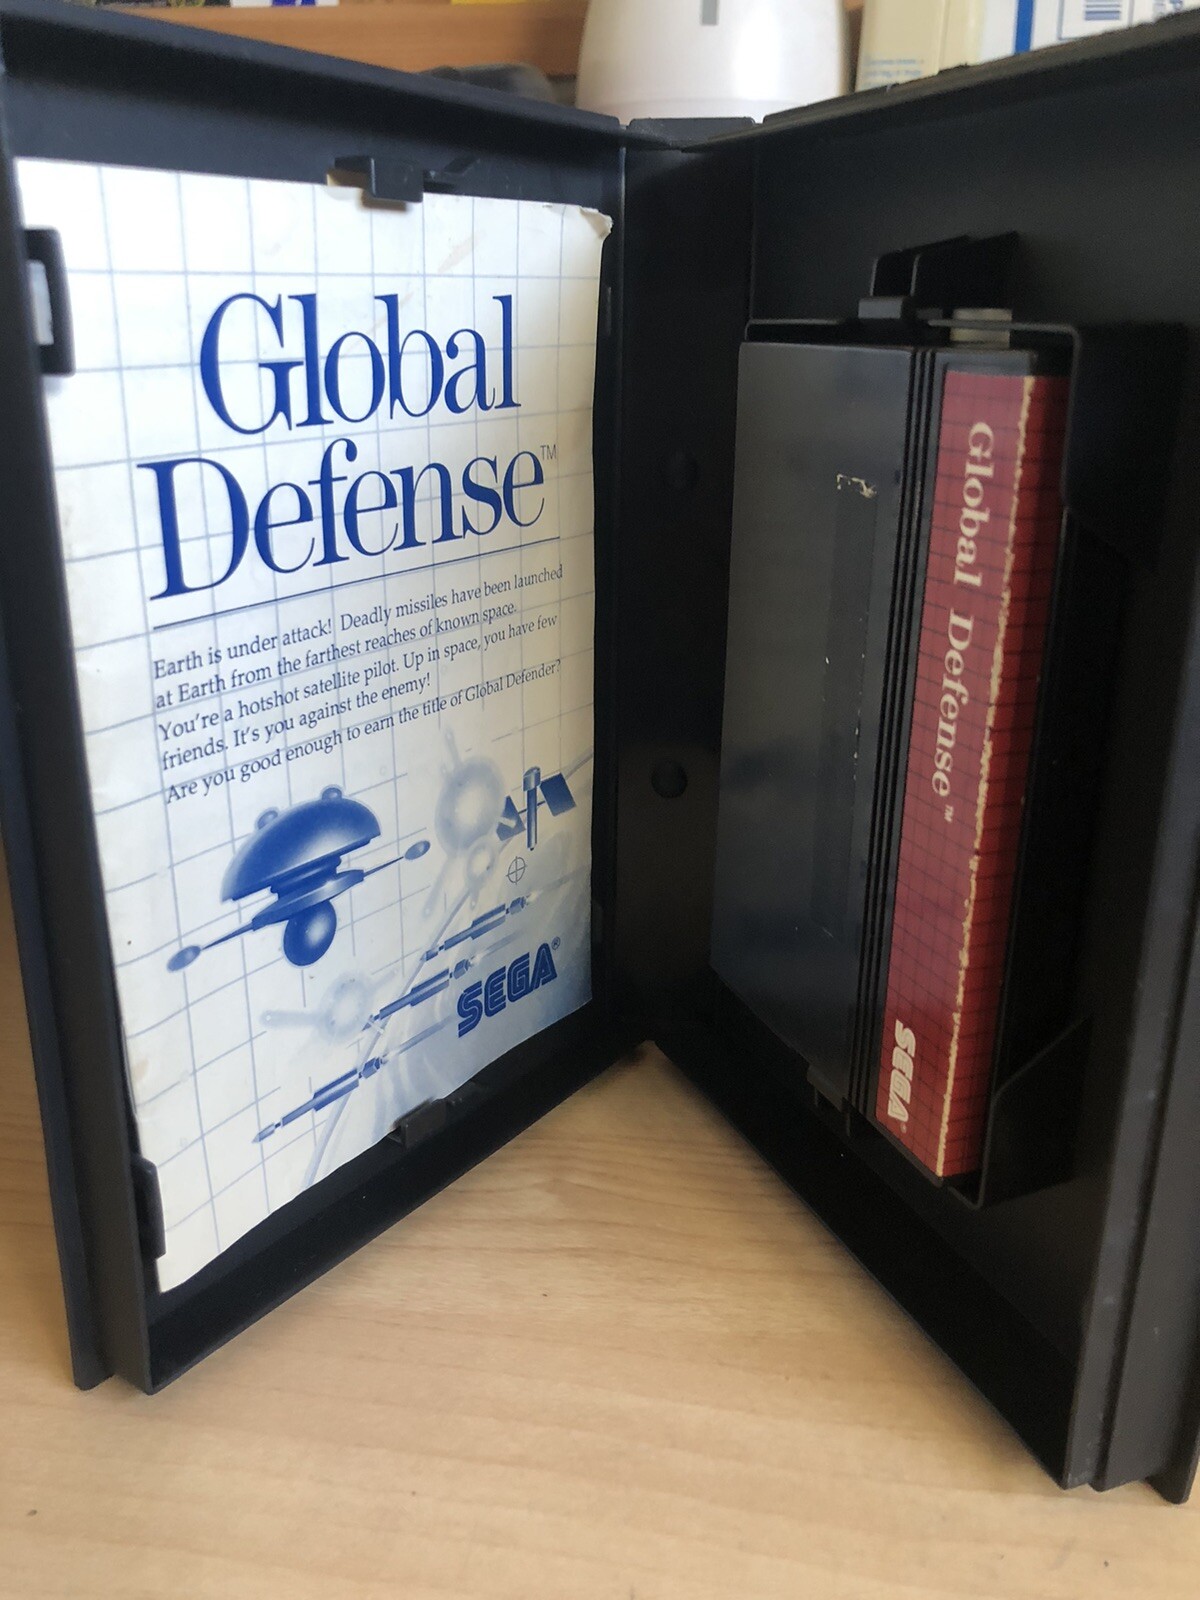 Global
Defense™
Earth is under attack! Deadly missiles have been launched
at Earth from the farthest reaches of known space.
You're a hotshot satellite pilot. Up in space, you have few
friends. It's you against the enemy!
Are you good enough to earn the title of Global Defender?
SEGA®
Global Defense™
SEGA®